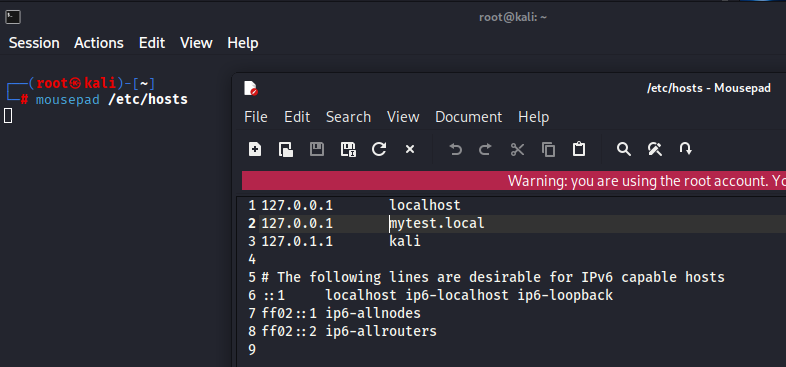 root@kali: ~
Session Actions Edit View Help
(root㉿kali)-[~]
# mousepad /etc/hosts
/etc/hosts - Mousepad
File Edit Search View Document Help
Warning: you are using the root account. Yo
1 127.0.0.1 localhost
2 127.0.0.1 mytest.local
3 127.0.1.1 kali
4
5 # The following lines are desirable for IPv6 capable hosts
6 ::1 localhost ip6-localhost ip6-loopback
7 ff02::1 ip6-allnodes
8 ff02::2 ip6-allrouters
9